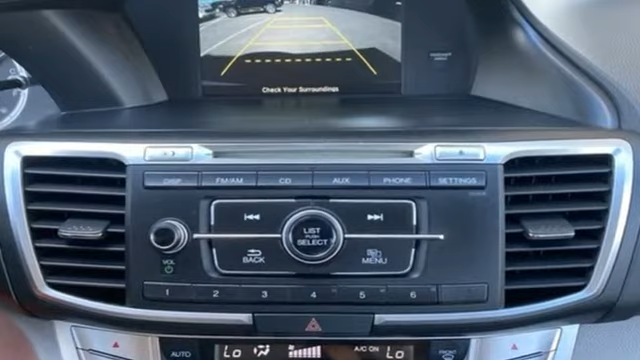 Check Your Surroundings
DISP FM/AM CD AUX PHONE SETTINGS
LIST
PUSH
SELECT
VOL
BACK MENU
1 2 3 4 5 6
AUTO Lo A/C ON Lo